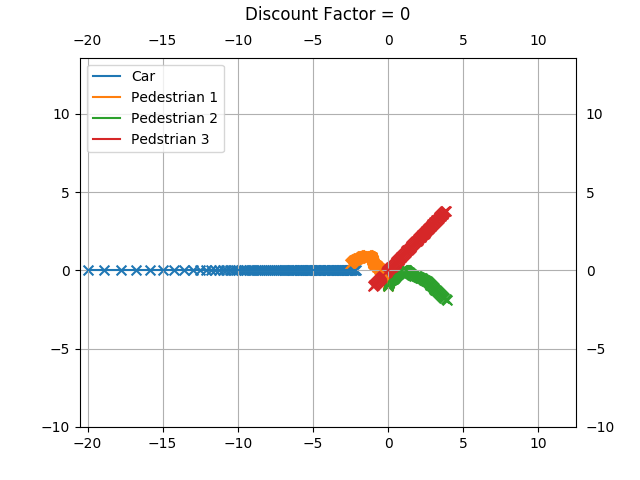 Discount Factor = 0
−20 −15 −10 −5 0 5 10
Car
Pedestrian 1
Pedestrian 2
Pedstrian 3
10 10
5 5
0 0
−5 −5
−10 −10
−20 −15 −10 −5 0 5 10